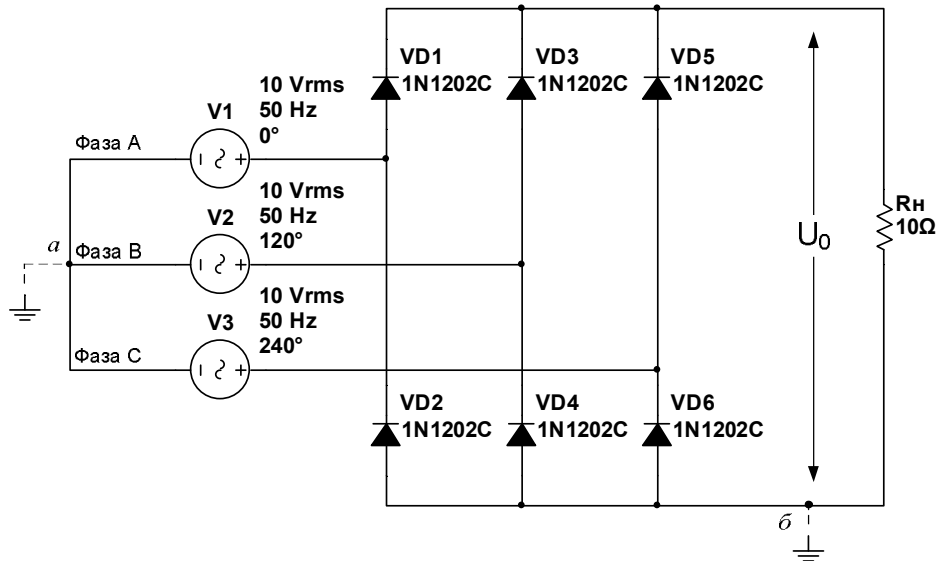 VD1
1N1202C
VD3
1N1202C
VD5
1N1202C
10 Vrms
50 Hz
0°
V1
Фаза A
10 Vrms
50 Hz
120°
V2
a
Фаза B
10 Vrms
50 Hz
240°
V3
Фаза C
U₀
Rн
10Ω
VD2
1N1202C
VD4
1N1202C
VD6
1N1202C
б